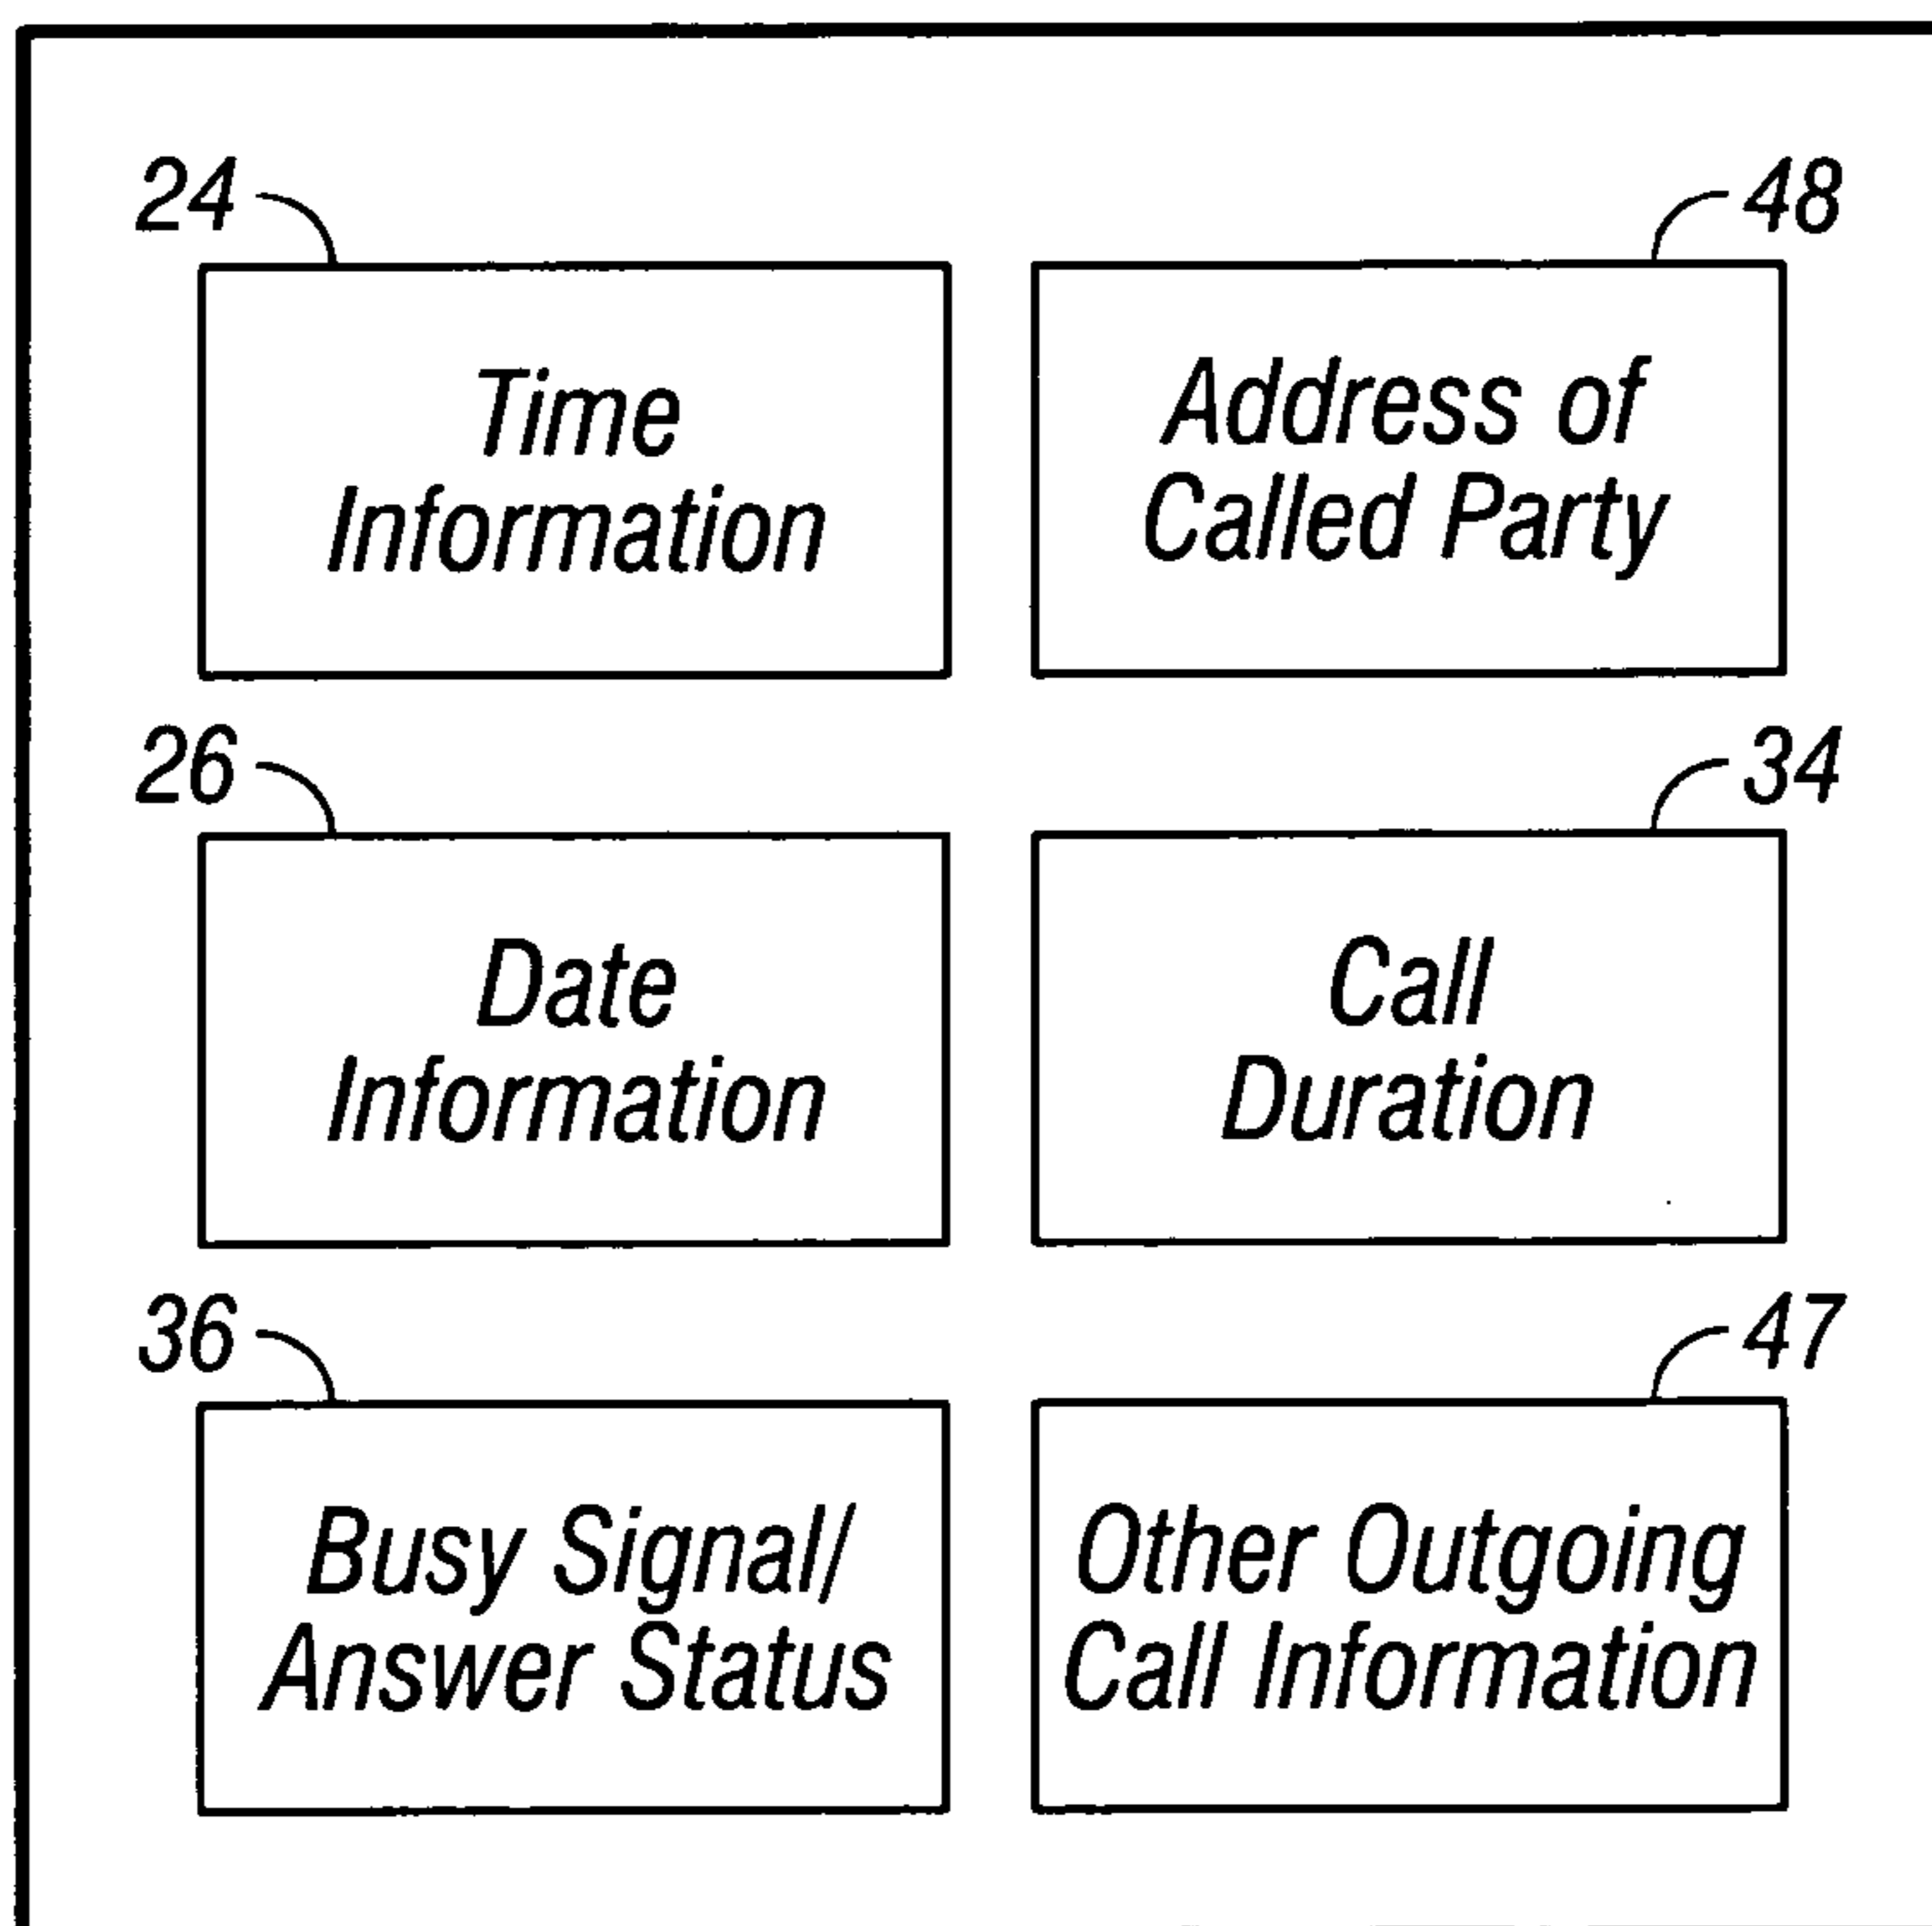 24
48
Time
Information
Address of
Called Party
26
34
Date
Information
Call
Duration
36
47
Busy Signal/
Answer Status
Other Outgoing
Call Information